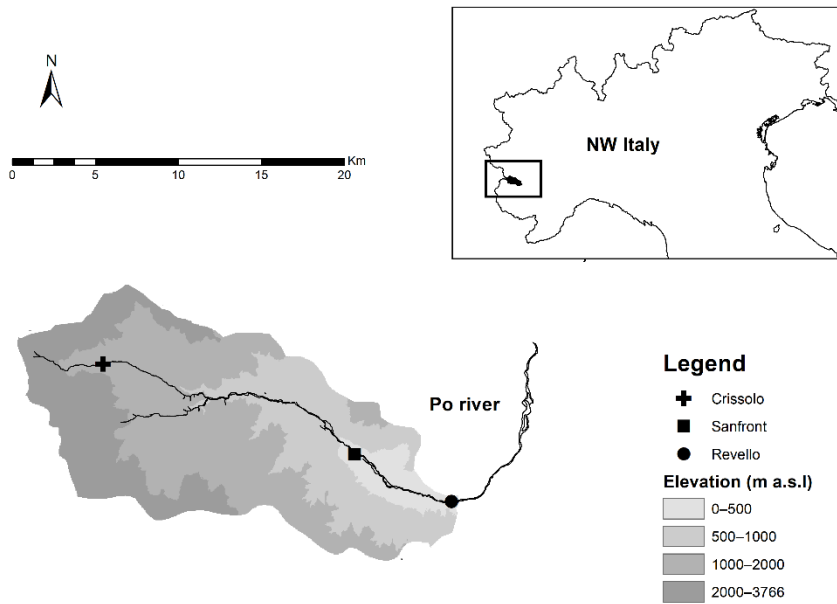 N
Km
0 5 10 15 20
NW Italy
Po river
Legend
Crissolo
Sanfront
Revello
Elevation (m a.s.l)
0–500
500–1000
1000–2000
2000–3766